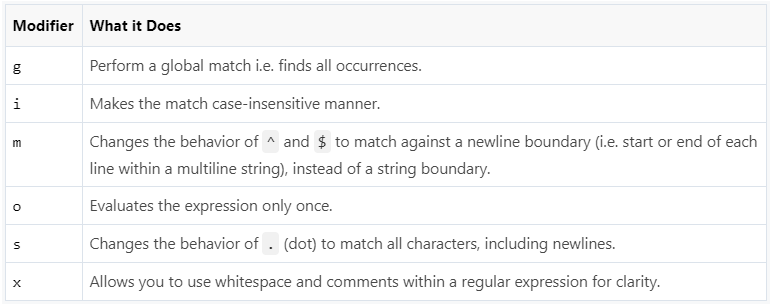 Modifier What it Does
g Perform a global match i.e. finds all occurrences.
i Makes the match case-insensitive manner.
m Changes the behavior of ^ and $ to match against a newline boundary (i.e. start or end of each
line within a multiline string), instead of a string boundary.
o Evaluates the expression only once.
s Changes the behavior of . (dot) to match all characters, including newlines.
x Allows you to use whitespace and comments within a regular expression for clarity.